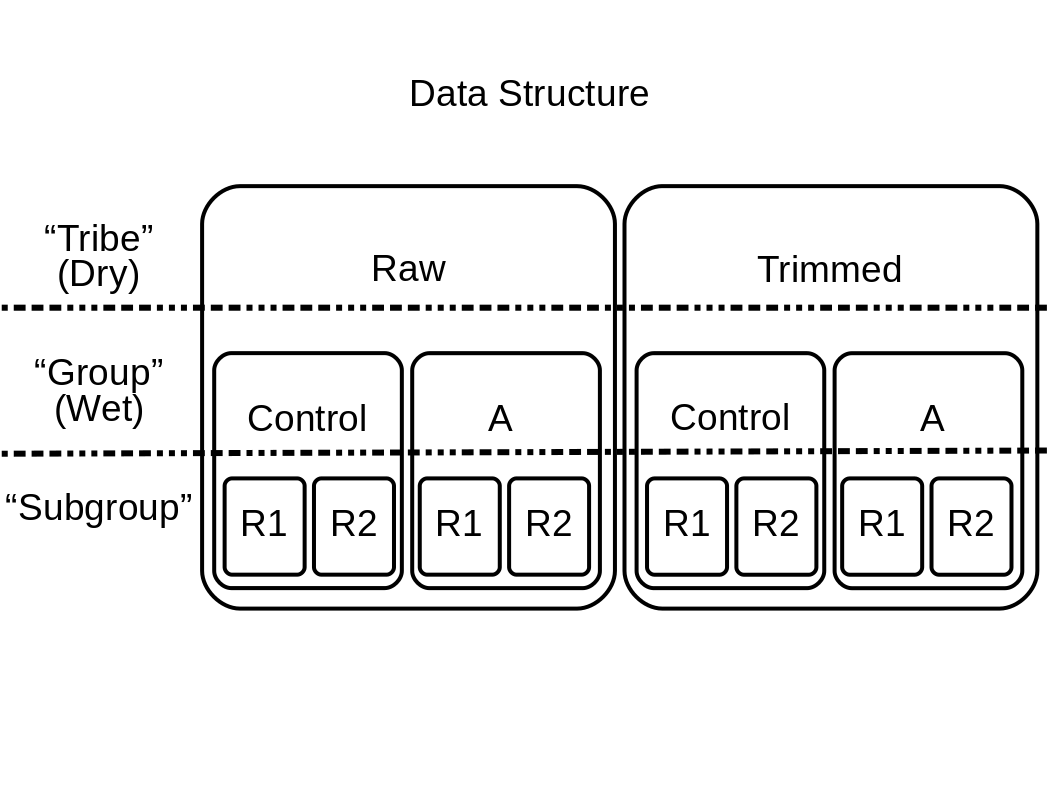 Data Structure
“Tribe”
(Dry)
Raw
Trimmed
“Group”
(Wet)
Control
A
Control
A
“Subgroup”
R1
R2
R1
R2
R1
R2
R1
R2